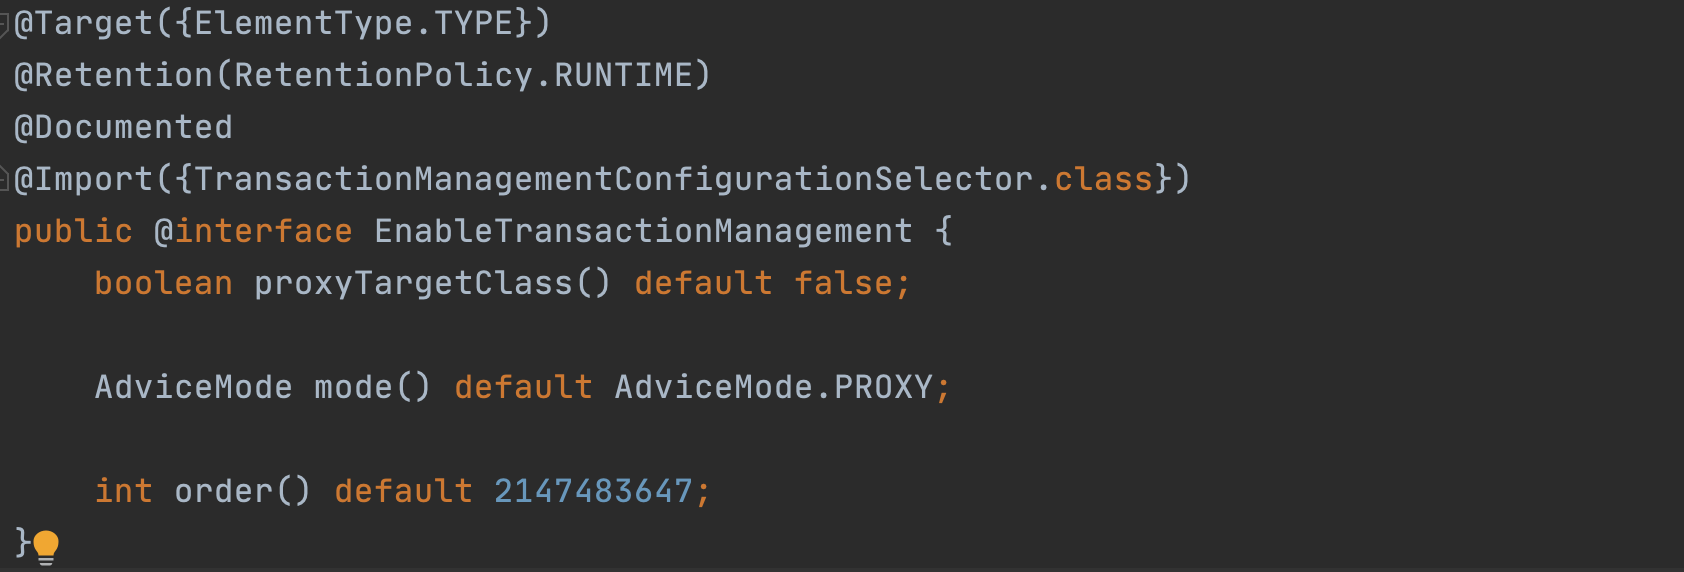 @Target({ElementType.TYPE})
@Retention(RetentionPolicy.RUNTIME)
@Documented
@Import({TransactionManagementConfigurationSelector.class})
public @interface EnableTransactionManagement {
    boolean proxyTargetClass() default false;
    AdviceMode mode() default AdviceMode.PROXY;
    int order() default 2147483647;
}